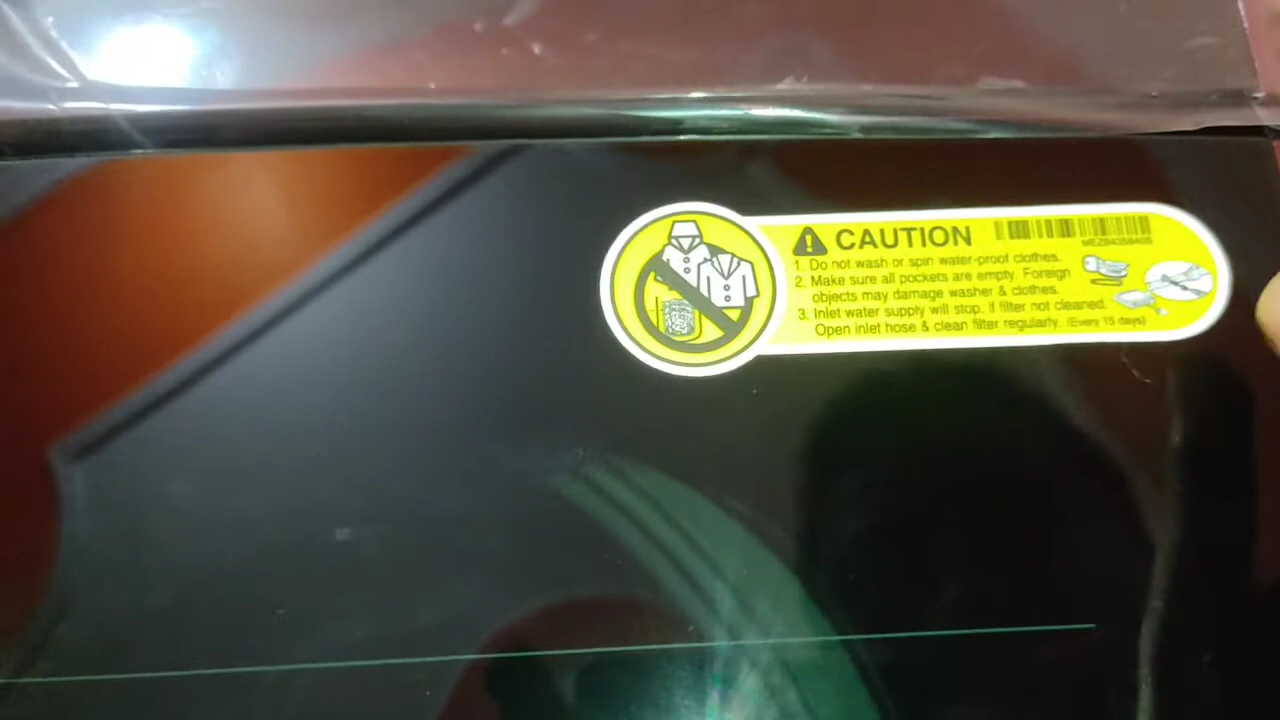 CAUTION
1. Do not wash or spin water-proof clothes.
2. Make sure all pockets are empty. Foreign
objects may damage washer & clothes.
3. Inlet water supply will stop, if filter not cleaned.
Open inlet hose & clean filter regularly. (Every 15 days)